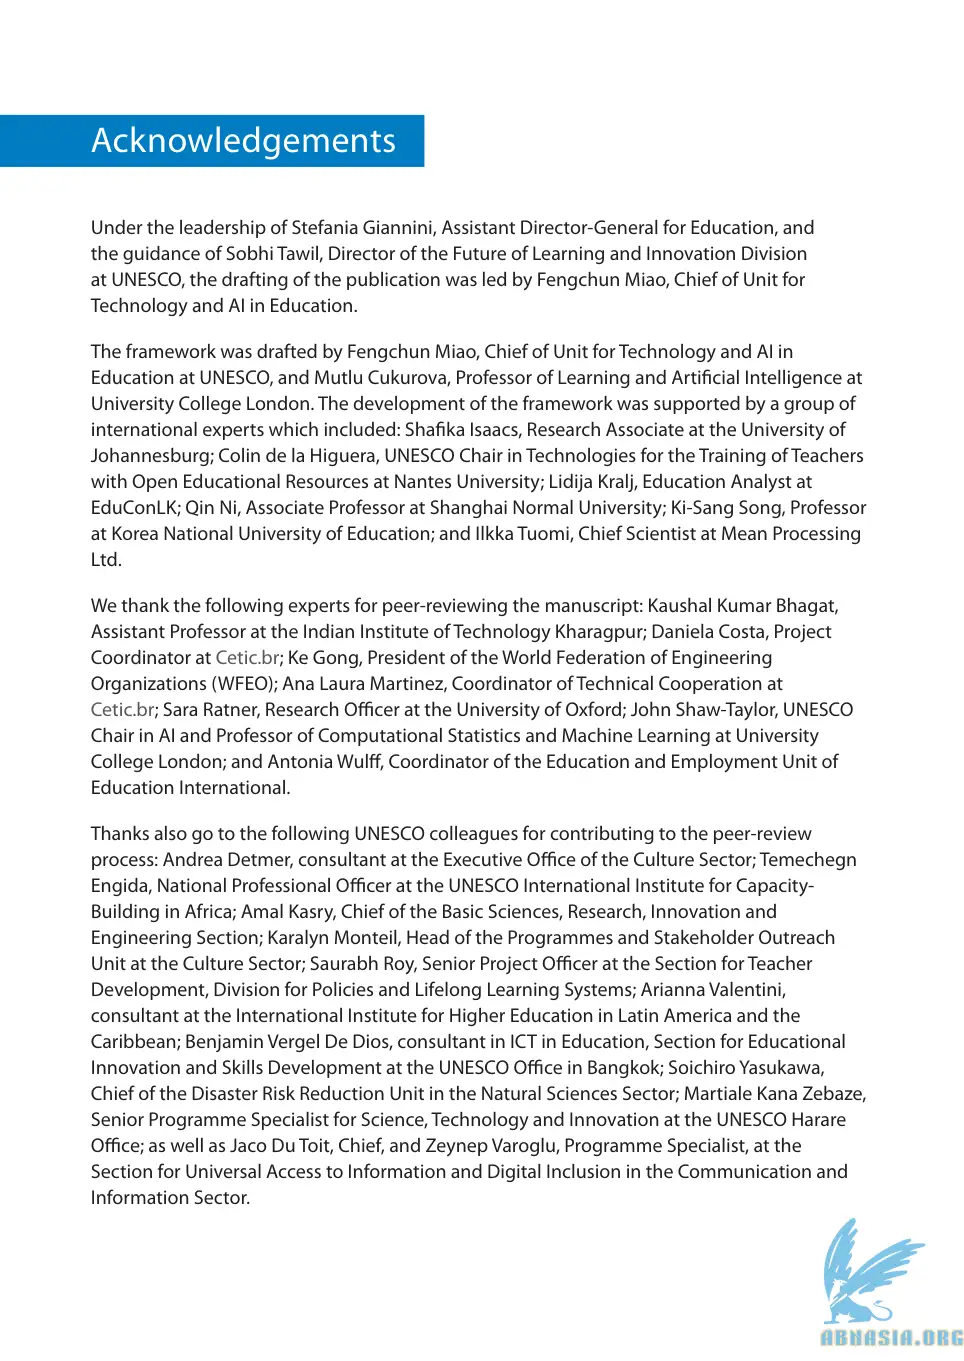 Acknowledgements
Under the leadership of Stefania Giannini, Assistant Director-General for Education, and
the guidance of Sobhi Tawil, Director of the Future of Learning and Innovation Division
at UNESCO, the drafting of the publication was led by Fengchun Miao, Chief of Unit for
Technology and AI in Education.
The framework was drafted by Fengchun Miao, Chief of Unit for Technology and AI in
Education at UNESCO, and Mutlu Cukurova, Professor of Learning and Artificial Intelligence at
University College London. The development of the framework was supported by a group of
international experts which included: Shafika Isaacs, Research Associate at the University of
Johannesburg; Colin de la Higuera, UNESCO Chair in Technologies for the Training of Teachers
with Open Educational Resources at Nantes University; Lidija Kralj, Education Analyst at
EduConLK; Qin Ni, Associate Professor at Shanghai Normal University; Ki-Sang Song, Professor
at Korea National University of Education; and Ilkka Tuomi, Chief Scientist at Mean Processing
Ltd.
We thank the following experts for peer-reviewing the manuscript: Kaushal Kumar Bhagat,
Assistant Professor at the Indian Institute of Technology Kharagpur; Daniela Costa, Project
Coordinator at Cetic.br; Ke Gong, President of the World Federation of Engineering
Organizations (WFEO); Ana Laura Martinez, Coordinator of Technical Cooperation at
Cetic.br; Sara Ratner, Research Officer at the University of Oxford; John Shaw-Taylor, UNESCO
Chair in AI and Professor of Computational Statistics and Machine Learning at University
College London; and Antonia Wulff, Coordinator of the Education and Employment Unit of
Education International.
Thanks also go to the following UNESCO colleagues for contributing to the peer-review
process: Andrea Detmer, consultant at the Executive Office of the Culture Sector; Temechegn
Engida, National Professional Officer at the UNESCO International Institute for Capacity-
Building in Africa; Amal Kasry, Chief of the Basic Sciences, Research, Innovation and
Engineering Section; Karalyn Monteil, Head of the Programmes and Stakeholder Outreach
Unit at the Culture Sector; Saurabh Roy, Senior Project Officer at the Section for Teacher
Development, Division for Policies and Lifelong Learning Systems; Arianna Valentini,
consultant at the International Institute for Higher Education in Latin America and the
Caribbean; Benjamin Vergel De Dios, consultant in ICT in Education, Section for Educational
Innovation and Skills Development at the UNESCO Office in Bangkok; Soichiro Yasukawa,
Chief of the Disaster Risk Reduction Unit in the Natural Sciences Sector; Martiale Kana Zebaze,
Senior Programme Specialist for Science, Technology and Innovation at the UNESCO Harare
Office; as well as Jaco Du Toit, Chief, and Zeynep Varoglu, Programme Specialist, at the
Section for Universal Access to Information and Digital Inclusion in the Communication and
Information Sector.
ABNASIA.ORG